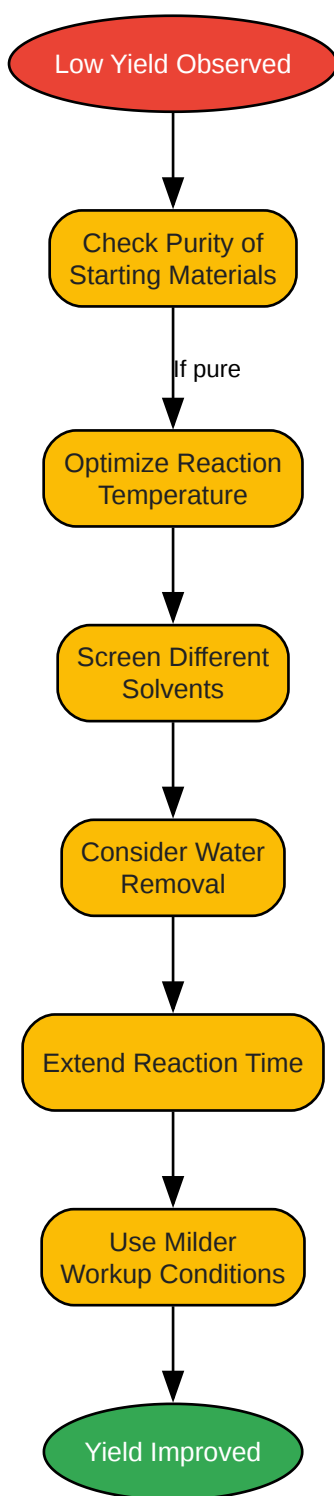 Low Yield Observed
Check Purity of
Starting Materials
If pure
Optimize Reaction
Temperature
Screen Different
Solvents
Consider Water
Removal
Extend Reaction Time
Use Milder
Workup Conditions
Yield Improved